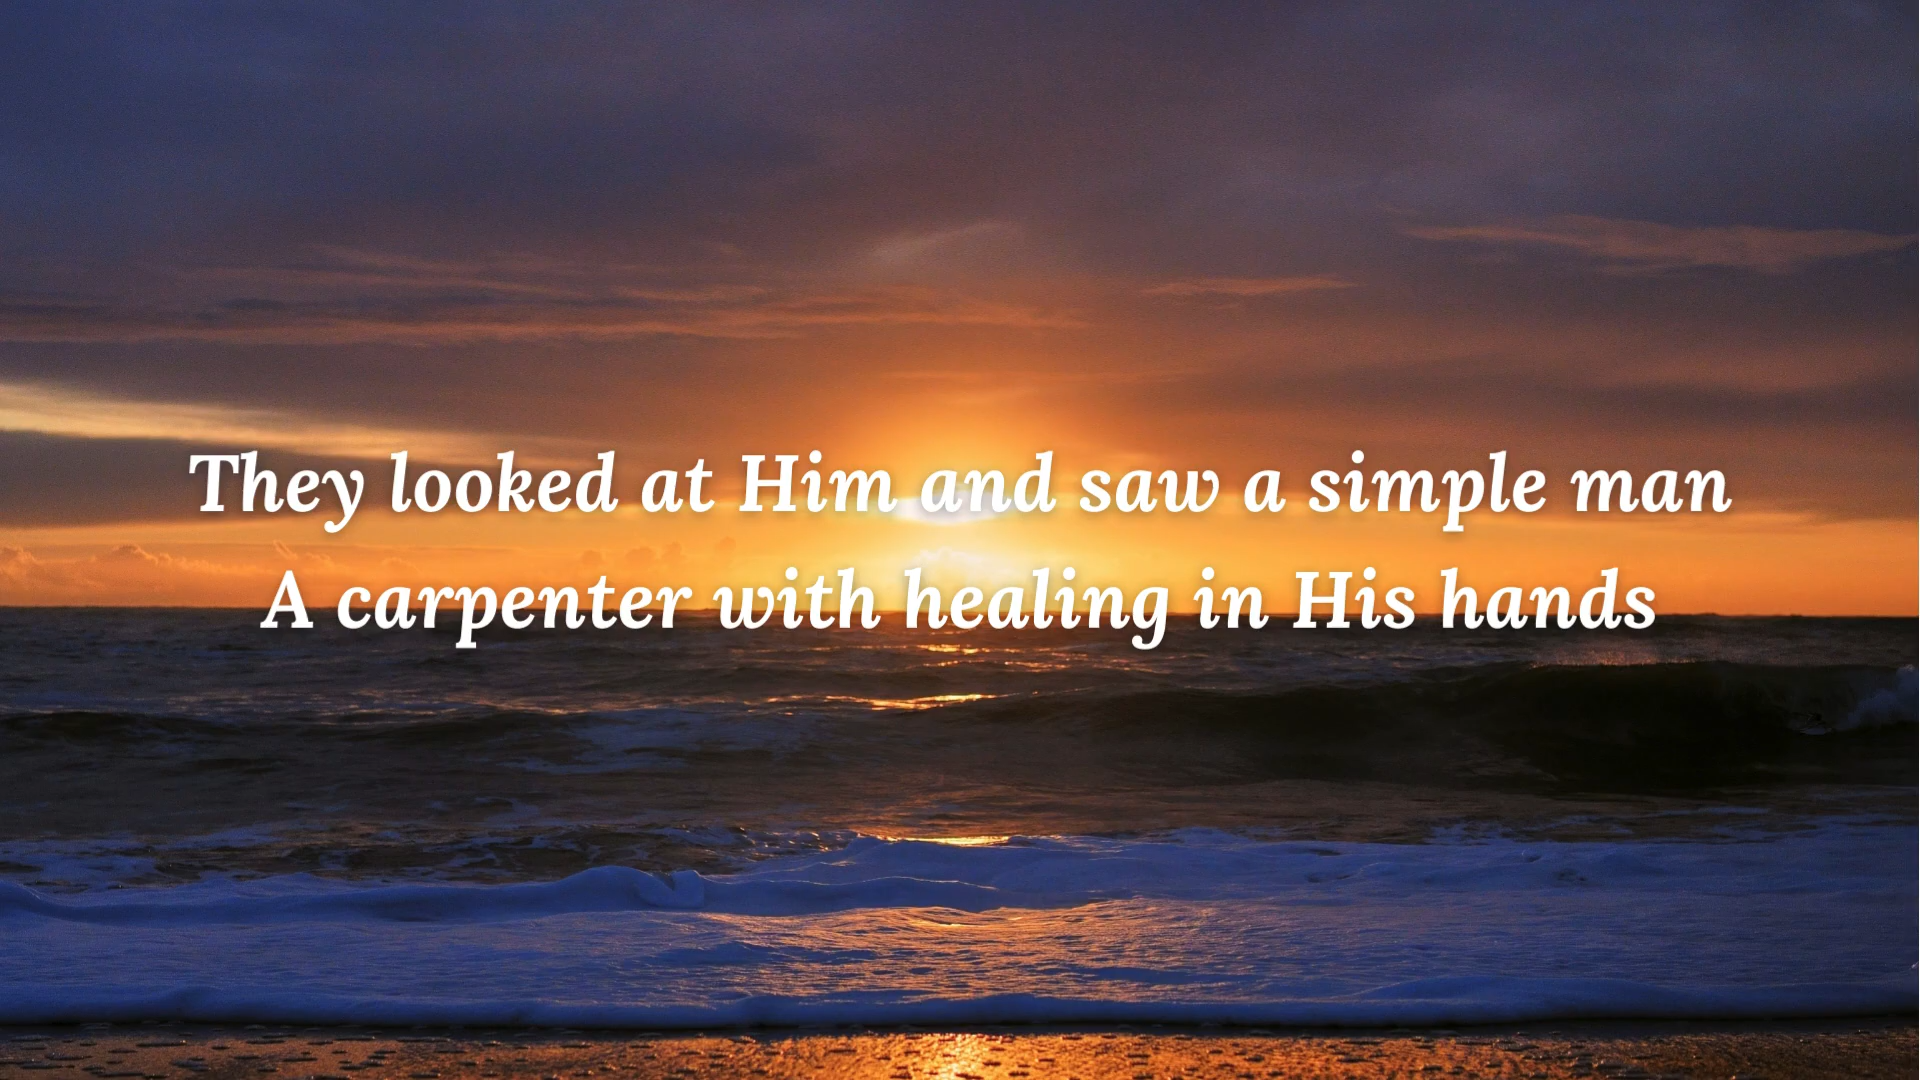 They looked at Him and saw a simple man
A carpenter with healing in His hands